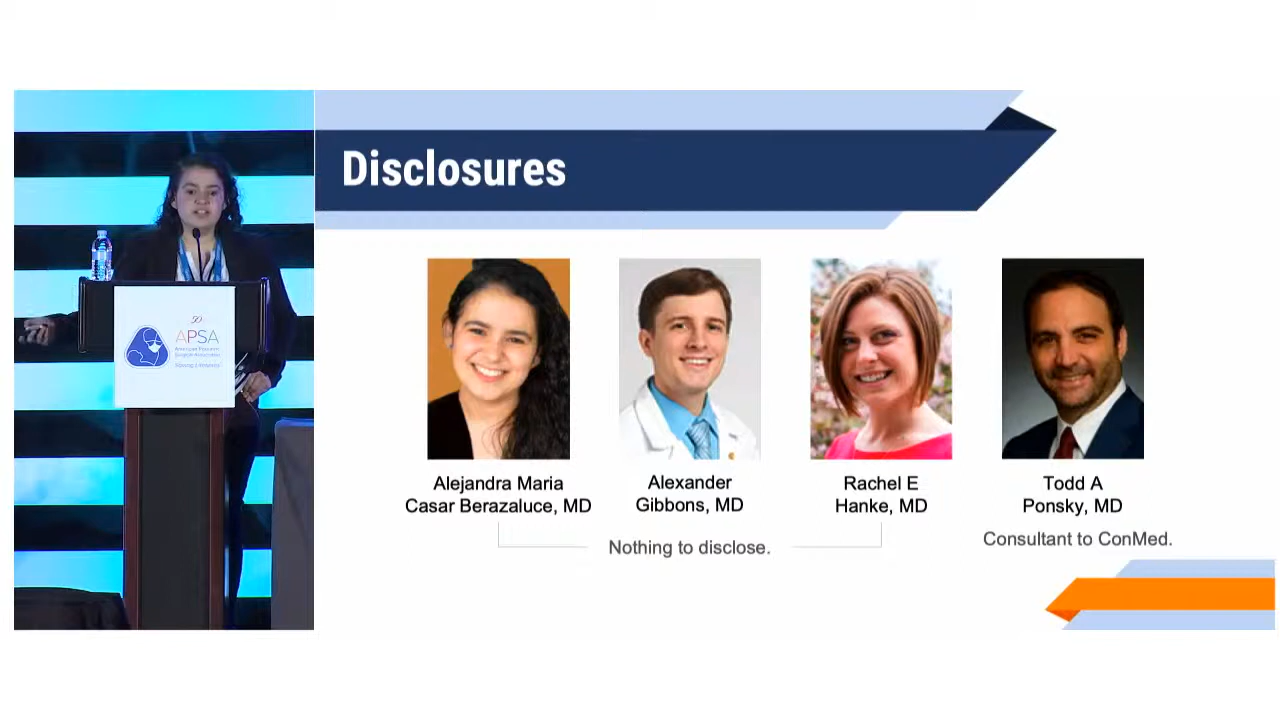 Disclosures
APSA
Alejandra Maria
Casar Berazaluce, MD
Alexander
Gibbons, MD
Rachel E
Hanke, MD
Todd A
Ponsky, MD
Nothing to disclose.
Consultant to ConMed.